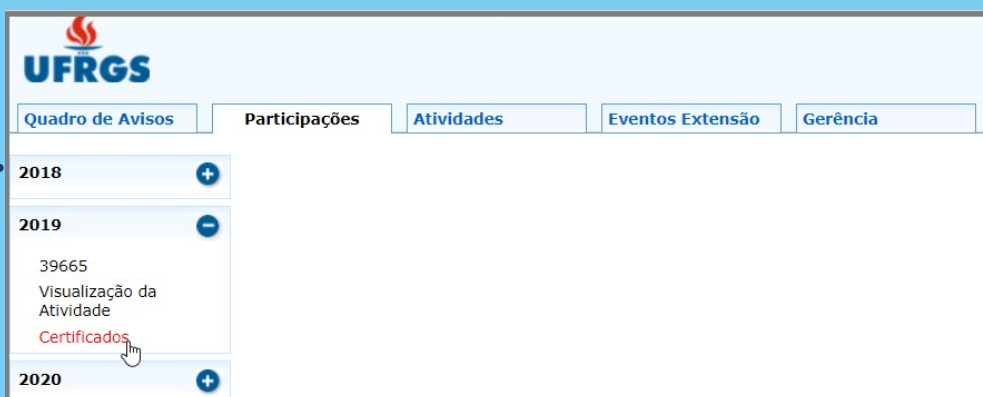 UFRGS
Quadro de Avisos
Participações
Atividades
Eventos Extensão
Gerência
2018
2019
39665
Visualização da
Atividade
Certificados
2020